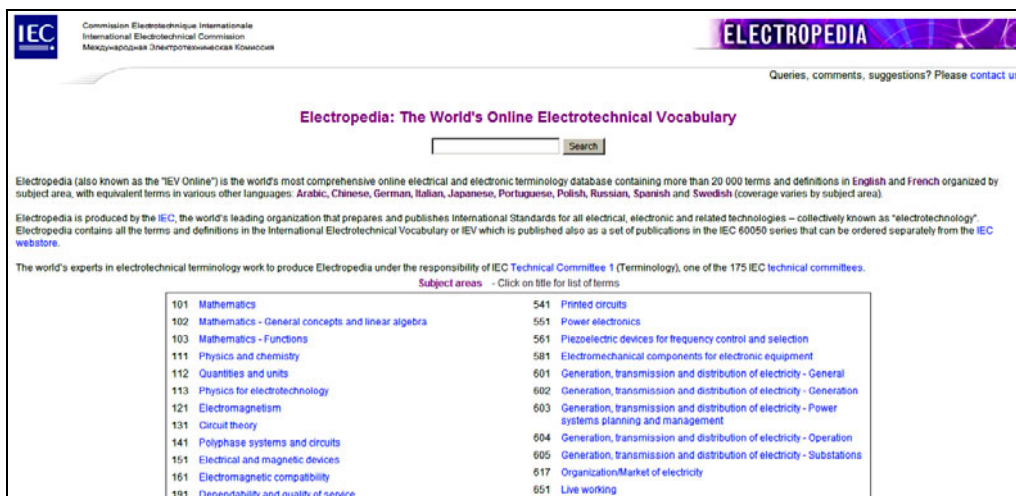 IEC
Commission Electrotechnique Internationale
International Electrotechnical Commission
Международная Электротехническая Комиссия
ELECTROPEDIA
Queries, comments, suggestions? Please contact us
Electropedia: The World's Online Electrotechnical Vocabulary
Search
Electropedia (also known as the "IEV Online") is the world's most comprehensive online electrical and electronic terminology database containing more than 20 000 terms and definitions in English and French organized by
subject area, with equivalent terms in various other languages: Arabic, Chinese, German, Italian, Japanese, Portuguese, Polish, Russian, Spanish and Swedish (coverage varies by subject area).
Electropedia is produced by the IEC, the world's leading organization that prepares and publishes International Standards for all electrical, electronic and related technologies – collectively known as "electrotechnology".
Electropedia contains all the terms and definitions in the International Electrotechnical Vocabulary or IEV which is published also as a set of publications in the IEC 60050 series that can be ordered separately from the IEC
webstore.
The world's experts in electrotechnical terminology work to produce Electropedia under the responsibility of IEC Technical Committee 1 (Terminology), one of the 175 IEC technical committees.
Subject areas - Click on title for list of terms
101 Mathematics
102 Mathematics - General concepts and linear algebra
103 Mathematics - Functions
111 Physics and chemistry
112 Quantities and units
113 Physics for electrotechnology
121 Electromagnetism
131 Circuit theory
141 Polyphase systems and circuits
151 Electrical and magnetic devices
161 Electromagnetic compatibility
191 Dependability and quality of service
541 Printed circuits
551 Power electronics
561 Piezoelectric devices for frequency control and selection
581 Electromechanical components for electronic equipment
601 Generation, transmission and distribution of electricity - General
602 Generation, transmission and distribution of electricity - Generation
603 Generation, transmission and distribution of electricity - Power
systems planning and management
604 Generation, transmission and distribution of electricity - Operation
605 Generation, transmission and distribution of electricity - Substations
617 Organization/Market of electricity
651 Live working